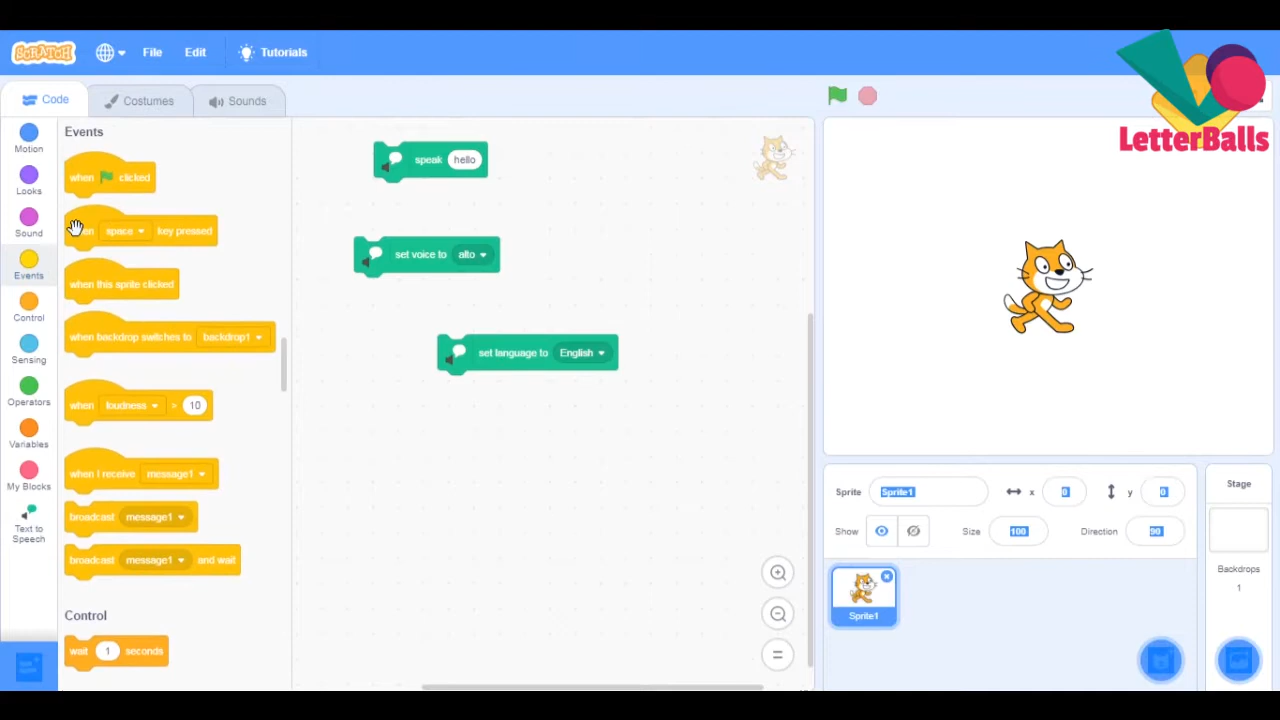 SCRATCH
File
Edit
Tutorials
LetterBalls
Code
Costumes
Sounds
Motion
Looks
Sound
Events
Control
Sensing
Operators
Variables
My Blocks
Text to
Speech
Events
when clicked
space key pressed
when this sprite clicked
when backdrop switches to backdrop1
when loudness > 10
when I receive message1
broadcast message1
broadcast message1 and wait
Control
wait 1 seconds
speak hello
set voice to alto
set language to English
Sprite Sprite1 x 0 y 0
Show Size 100 Direction 90
Sprite1
Stage
Backdrops
1